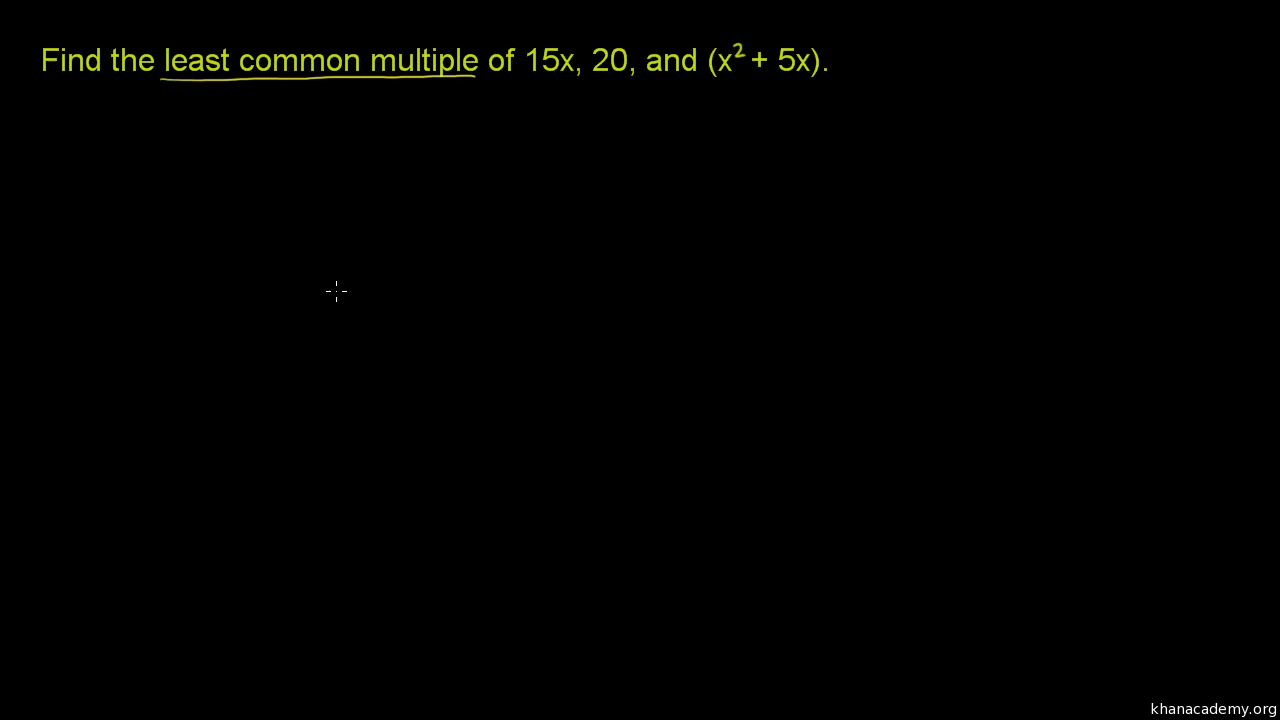 Find the least common multiple of 15x, 20, and (x² + 5x).
khanacademy.org